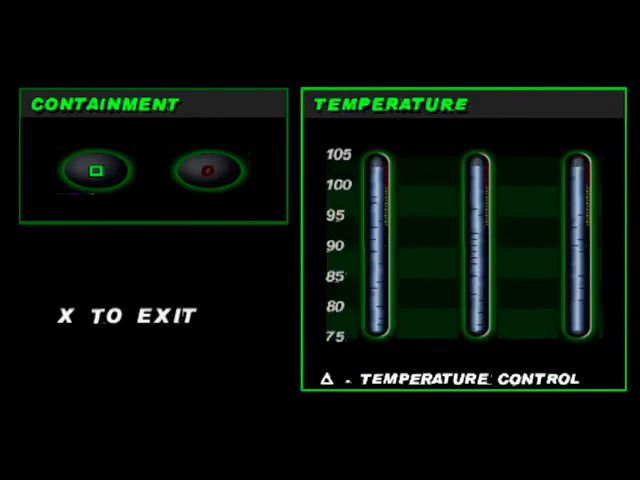 CONTAINMENT
TEMPERATURE
105
100
95
90
85
80
75
X TO EXIT
Δ - TEMPERATURE CONTROL